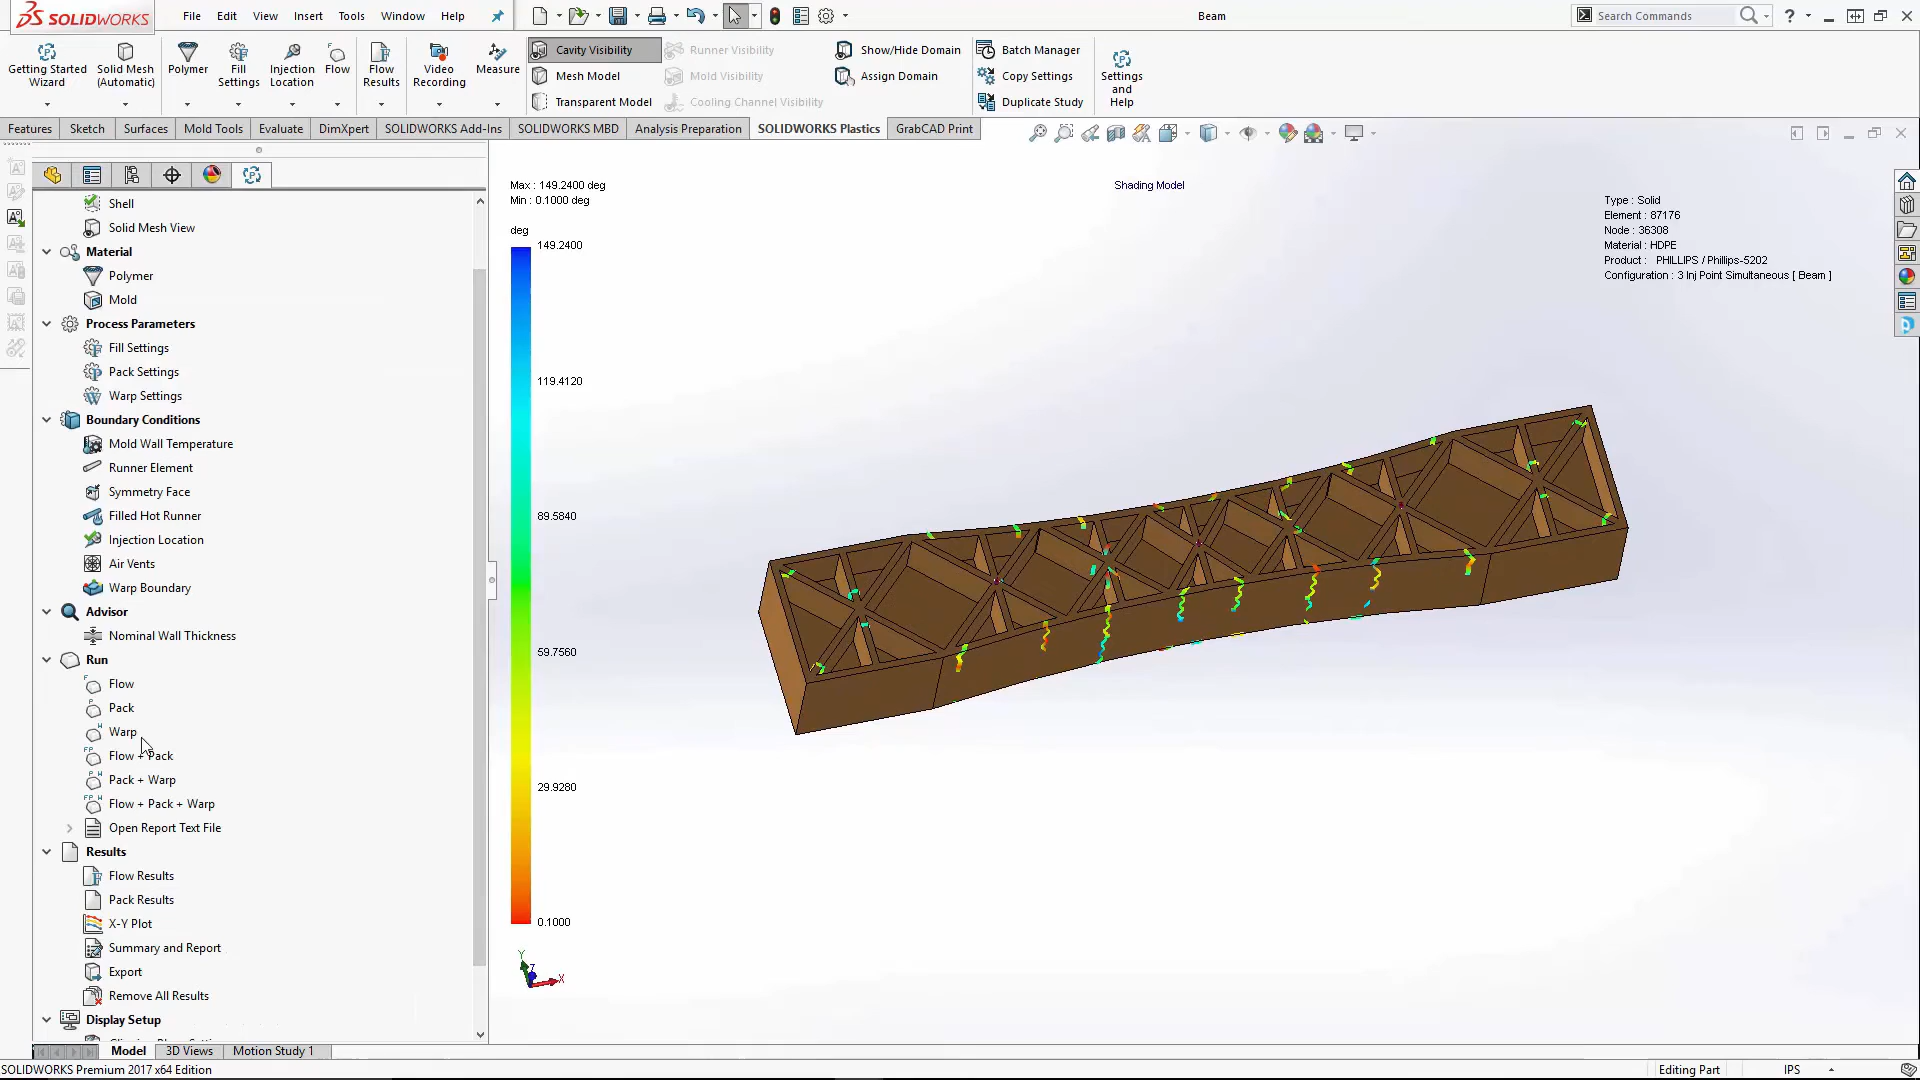 SOLIDWORKS
File Edit View Insert Tools Window Help
Beam
Search Commands
Getting Started Wizard
Solid Mesh (Automatic)
Polymer
Fill Settings
Injection Location
Flow
Flow Results
Video Recording
Measure
Cavity Visibility
Mesh Model
Transparent Model
Runner Visibility
Mold Visibility
Cooling Channel Visibility
Show/Hide Domain
Assign Domain
Batch Manager
Copy Settings
Duplicate Study
Settings and Help
Features Sketch Surfaces Mold Tools Evaluate DimXpert SOLIDWORKS Add-Ins SOLIDWORKS MBD Analysis Preparation SOLIDWORKS Plastics GrabCAD Print
Shell
Solid Mesh View
Material
Polymer
Mold
Process Parameters
Fill Settings
Pack Settings
Warp Settings
Boundary Conditions
Mold Wall Temperature
Runner Element
Symmetry Face
Filled Hot Runner
Injection Location
Air Vents
Warp Boundary
Advisor
Nominal Wall Thickness
Run
Flow
Pack
Warp
Flow + Pack
Pack + Warp
Flow + Pack + Warp
Open Report Text File
Results
Flow Results
Pack Results
X-Y Plot
Summary and Report
Export
Remove All Results
Display Setup
Max : 149.2400 deg
Min : 0.1000 deg
deg
149.2400
119.4120
89.5840
59.7560
29.9280
0.1000
Shading Model
Type : Solid
Element : 87176
Node : 36308
Material : HDPE
Product : PHILLIPS / Phillips-5202
Configuration : 3 Inj Point Simultaneous [ Beam ]
Y
Z
X
Model 3D Views Motion Study 1
SOLIDWORKS Premium 2017 x64 Edition
Editing Part
IPS